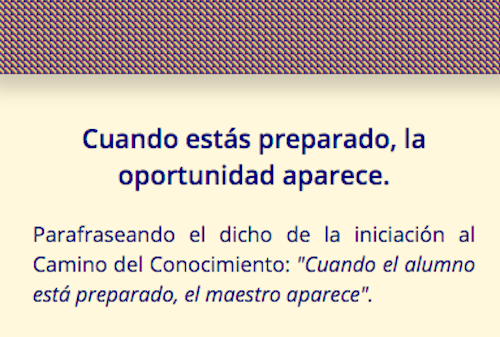 Cuando estás preparado, la
oportunidad aparece.
Parafraseando el dicho de la iniciación al
Camino del Conocimiento: "Cuando el alumno
está preparado, el maestro aparece".